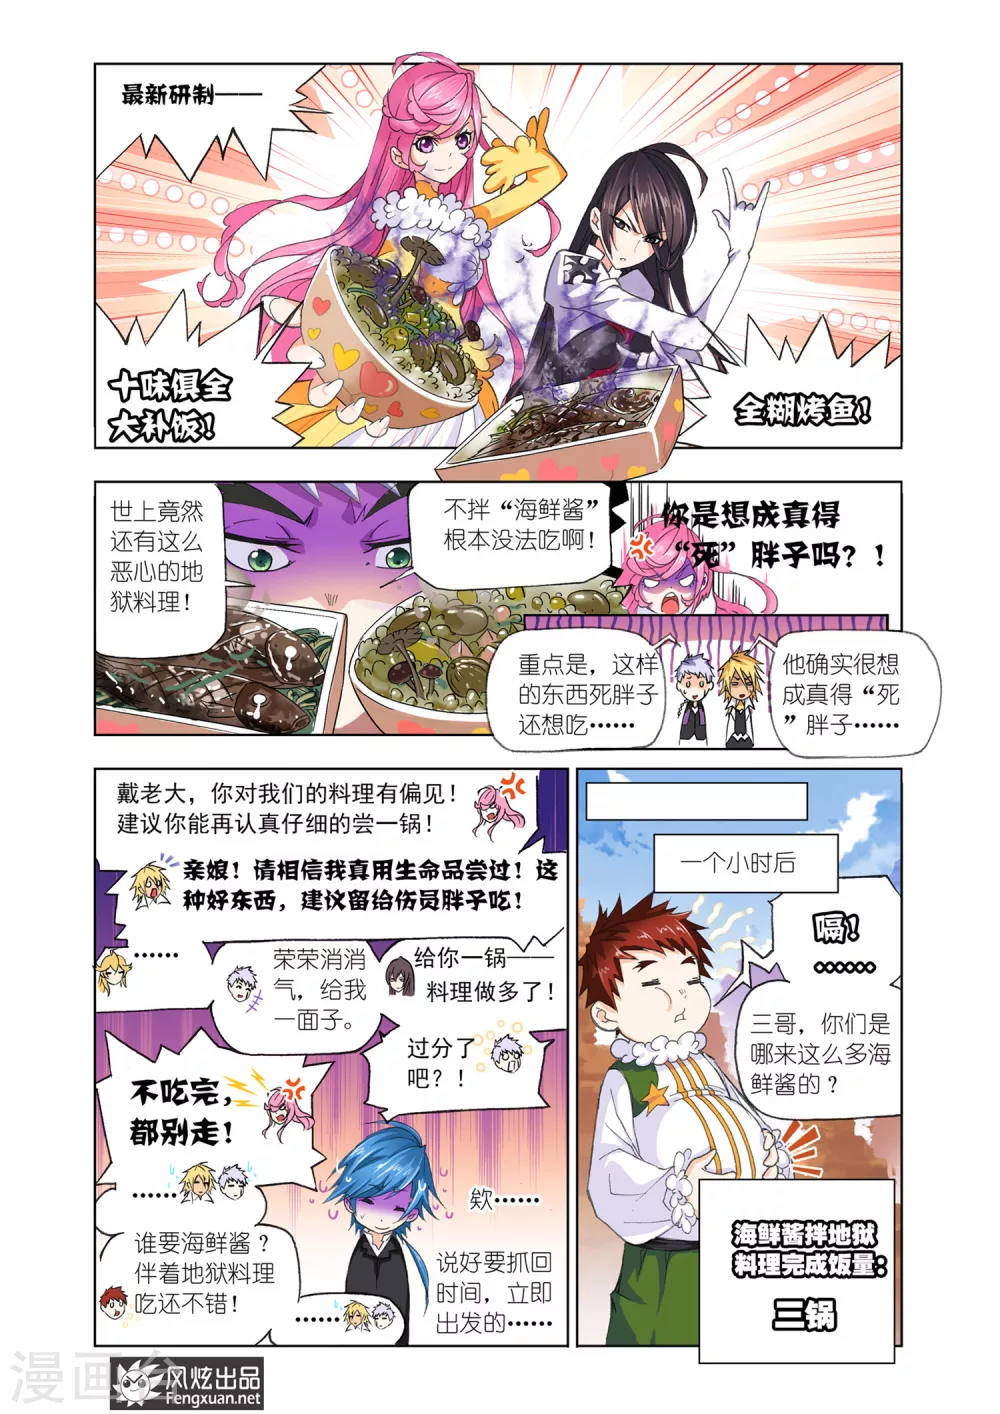 最新研制——
十味俱全
大补饭！
全糊烤鱼！
世上竟然
还有这么
恶心的地
狱料理！
不拌“海鲜酱”
根本没法吃啊！
你是想成真得
“死”胖子吗？！
重点是，这样
的东西死胖子
还想吃……
他确实很想
成真得“死
”胖子……
戴老大，你对我们的料理有偏见！
建议你能再认真仔细的尝一锅！
亲娘！请相信我真用生命品尝过！这
种好东西，建议留给伤员胖子吃！
……
荣荣消消
气，给我
一面子。
给你一锅——
料理做多了！
过分了
吧？！
不吃完，
都别走！
……
谁要海鲜酱？
伴着地狱料理
吃还不错！
……
欸……
说好要抓回
时间，立即
出发的……
一个小时后
嗝！
……
三哥，你们是
哪来这么多海
鲜酱的？
海鲜酱拌地狱
料理完成饭量：
三锅
漫画台
风炫出品
Fengxuan.net